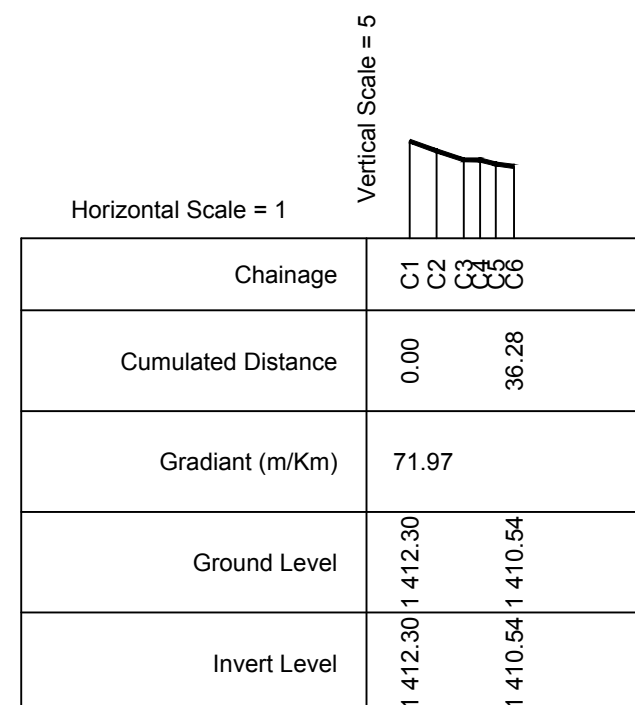 Vertical Scale = 5
Horizontal Scale = 1
Chainage C1 C2 C3 C4 C5 C6
Cumulated Distance 0.00 36.28
Gradiant (m/Km) 71.97
Ground Level 1 412.30 1 410.54
Invert Level 1 412.30 1 410.54